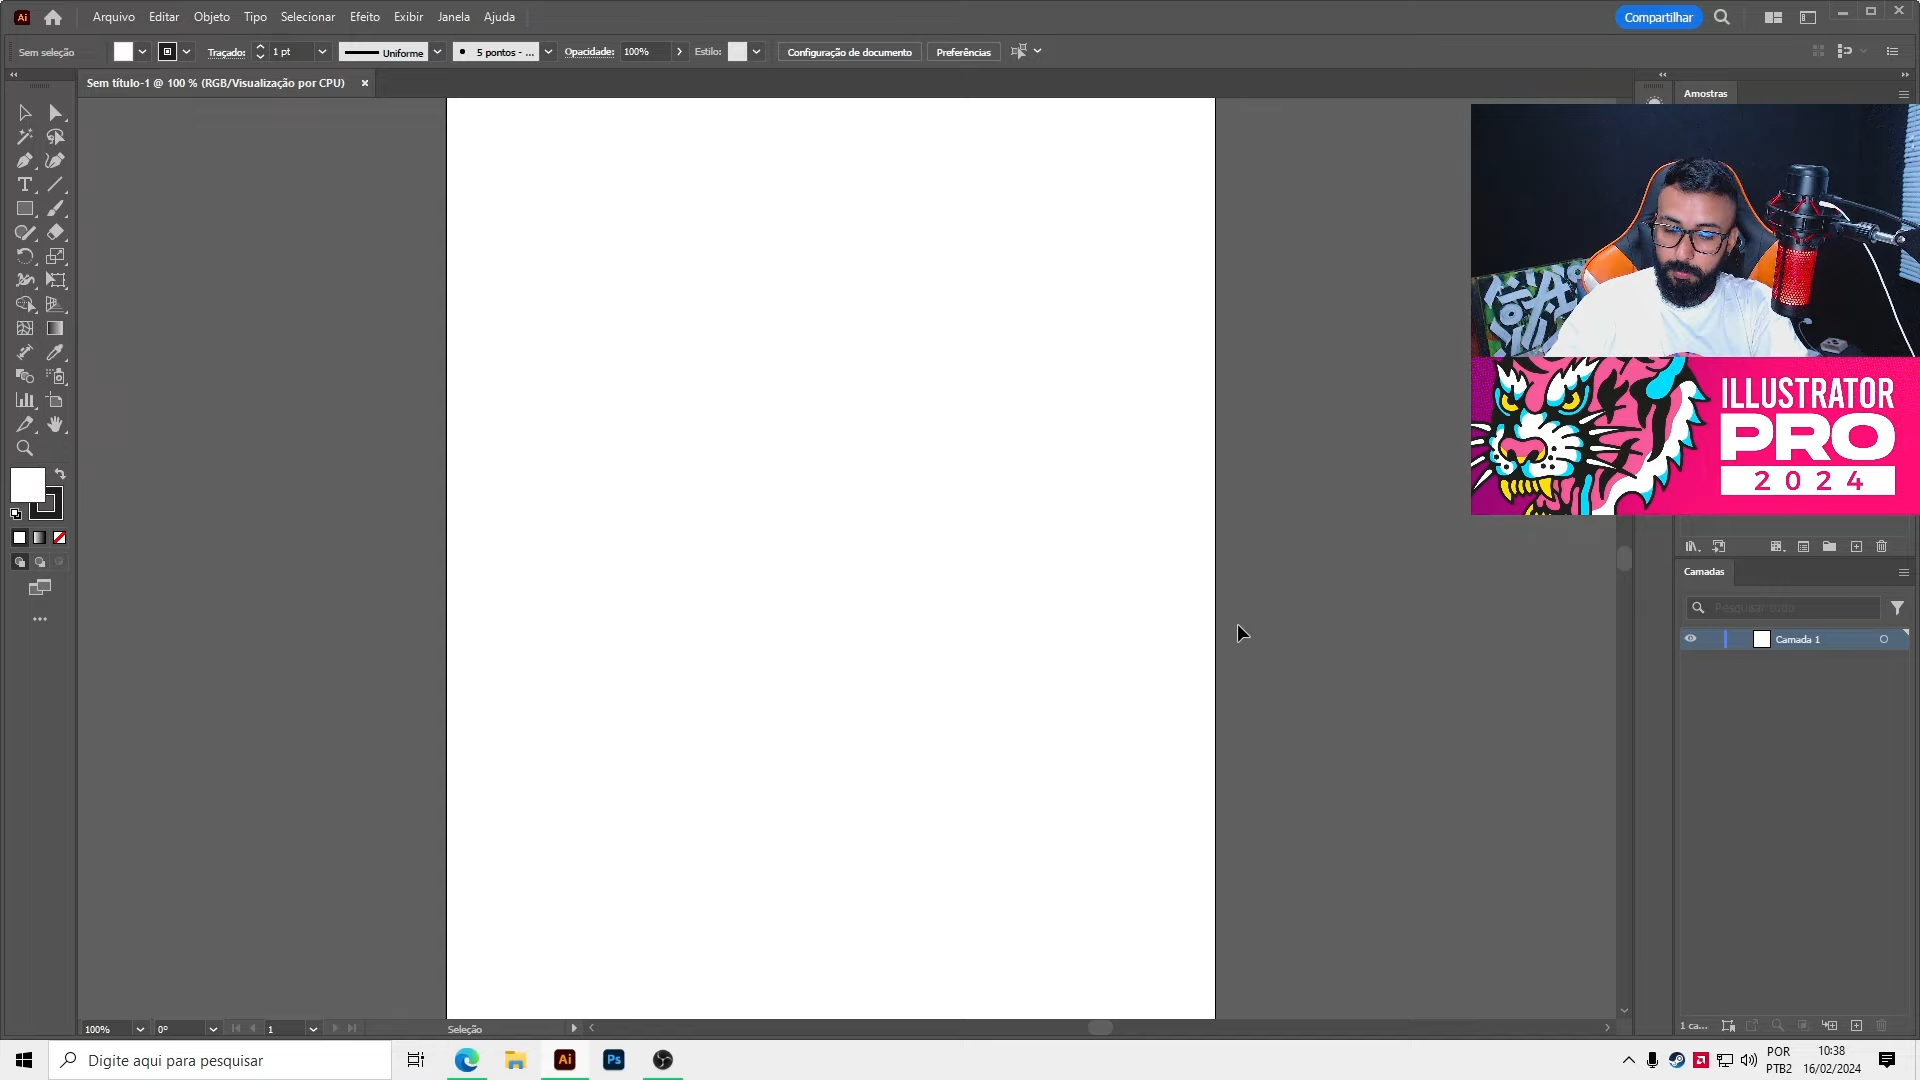 Ai
Arquivo
Editar
Objeto
Tipo
Selecionar
Efeito
Exibir
Janela
Ajuda
Compartilhar
Sem seleção
Traçado:
1 pt
Uniforme
5 pontos - ...
Opacidade:
100%
Estilo:
Configuração de documento
Preferências
Sem título-1 @ 100 % (RGB/Visualização por CPU)
Amostras
ILLUSTRATOR
PRO
2024
Camadas
Pesquisar tudo
Camada 1
1 ca...
100%
0°
1
Seleção
Digite aqui para pesquisar
Ai
Ps
POR
PTB2
10:38
16/02/2024